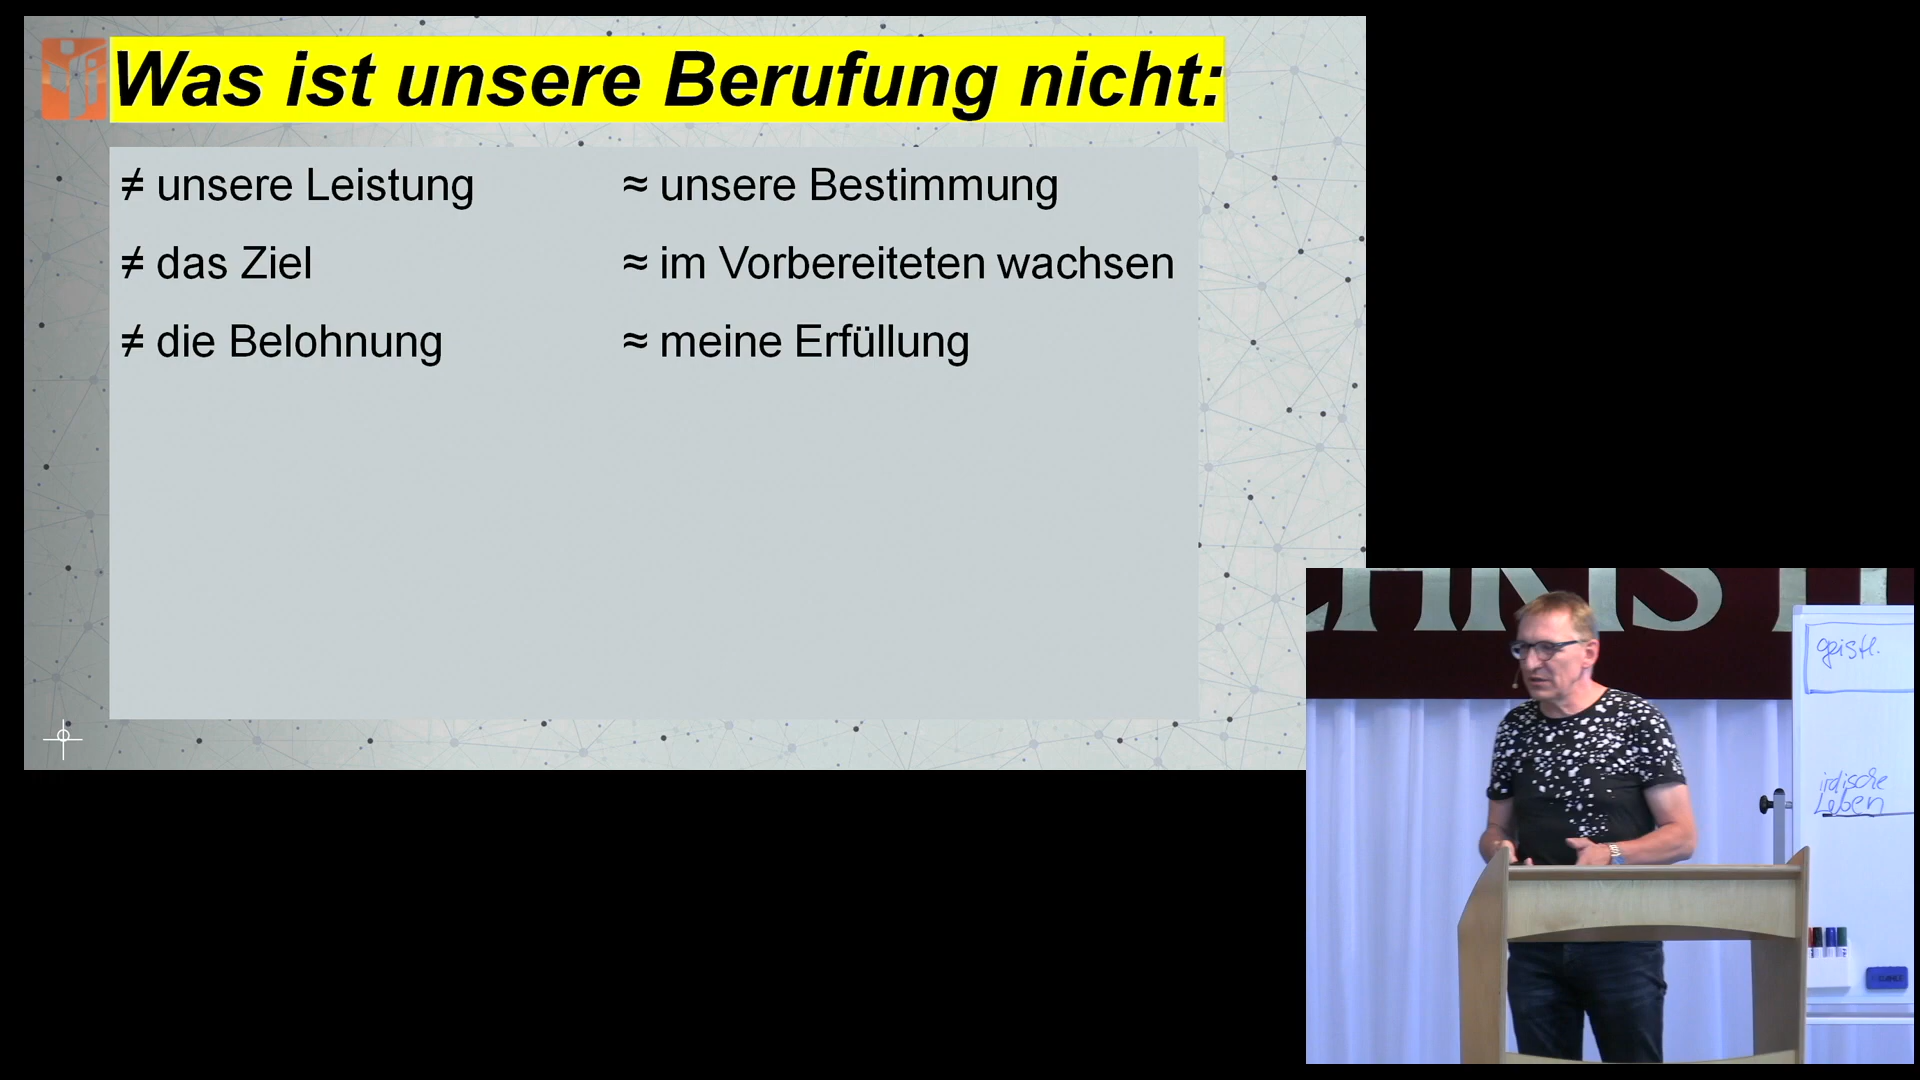 Was ist unsere Berufung nicht:
≠ unsere Leistung ≈ unsere Bestimmung
≠ das Ziel ≈ im Vorbereiteten wachsen
≠ die Belohnung ≈ meine Erfüllung
CHRIST
geistl.
irdische
Leben